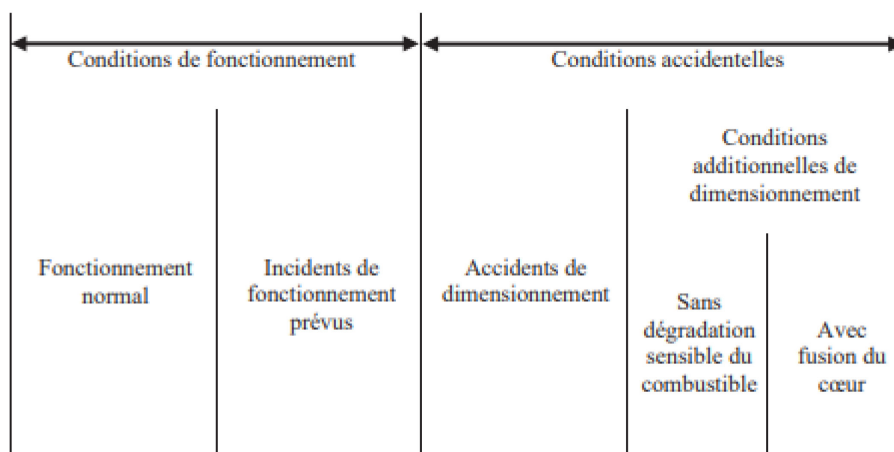 Conditions de fonctionnement
Conditions accidentelles
Conditions
additionnelles de
dimensionnement
Fonctionnement
normal
Incidents de
fonctionnement
prévus
Accidents de
dimensionnement
Sans
dégradation
sensible du
combustible
Avec
fusion du
cœur